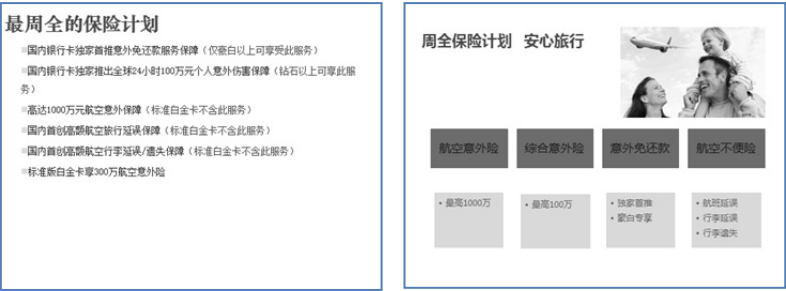 最周全的保险计划
国内银行卡独家首推意外免还款服务保障（仅豪白以上可享受此服务）
国内银行卡独家推出全球24小时100万元个人意外伤害保障（钻石以上可享此服
务）
高达1000万元航空意外保障（标准白金卡不含此服务）
国内首创高额航空旅行延误保障（标准白金卡不含此服务）
国内首创高额航空行李延误/遗失保障（标准白金卡不含此服务）
标准版白金卡享300万航空意外险
周全保险计划 安心旅行
航空意外险
综合意外险
意外免还款
航空不便险
• 最高1000万
• 最高100万
• 独家首推
• 豪白专享
• 航班延误
• 行李延误
• 行李遗失